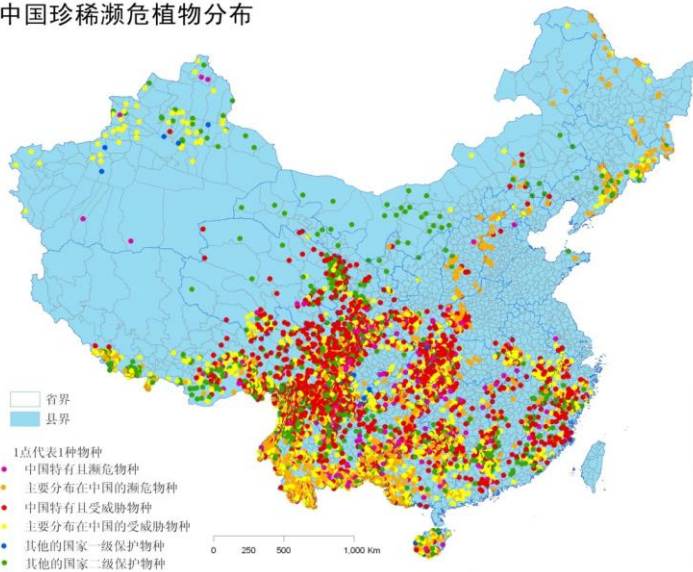 中国珍稀濒危植物分布
省界
县界
1点代表1种物种
中国特有且濒危物种
主要分布在中国的濒危物种
中国特有且受威胁物种
主要分布在中国的受威胁物种
其他的国家一级保护物种
其他的国家二级保护物种
0 250 500 1,000 Km